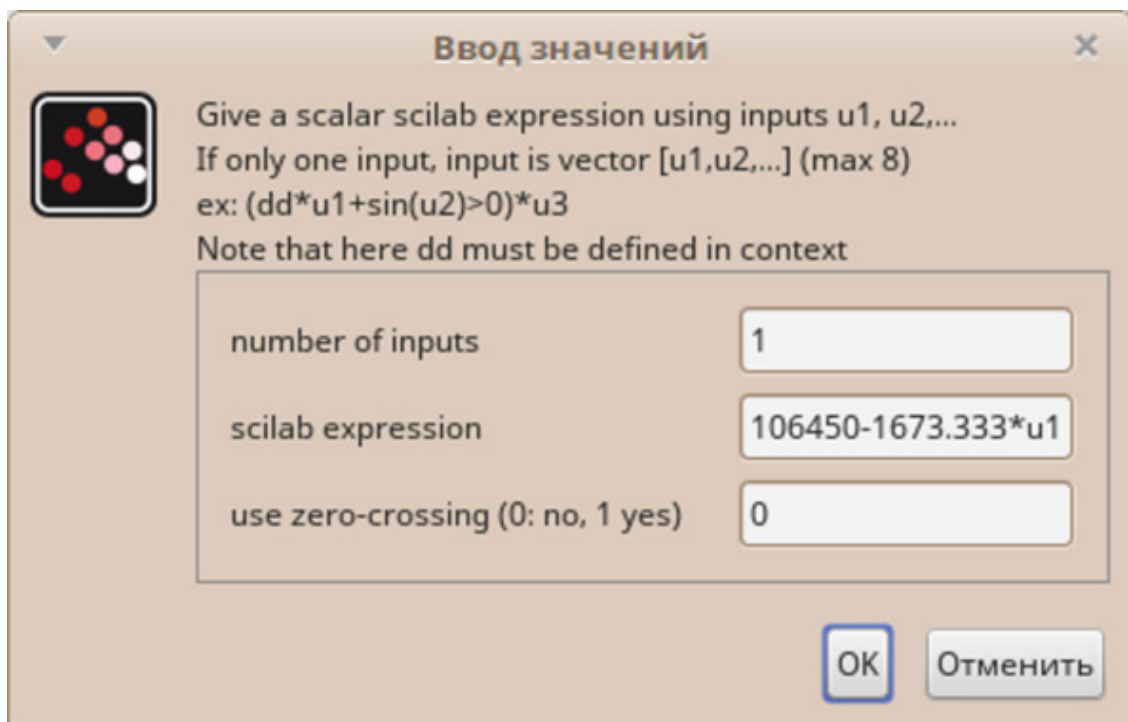 Ввод значений
Give a scalar scilab expression using inputs u1, u2,...
If only one input, input is vector [u1,u2,...] (max 8)
ex: (dd*u1+sin(u2)>0)*u3
Note that here dd must be defined in context
number of inputs 1
scilab expression 106450-1673.333*u1
use zero-crossing (0: no, 1 yes) 0
OK Отменить